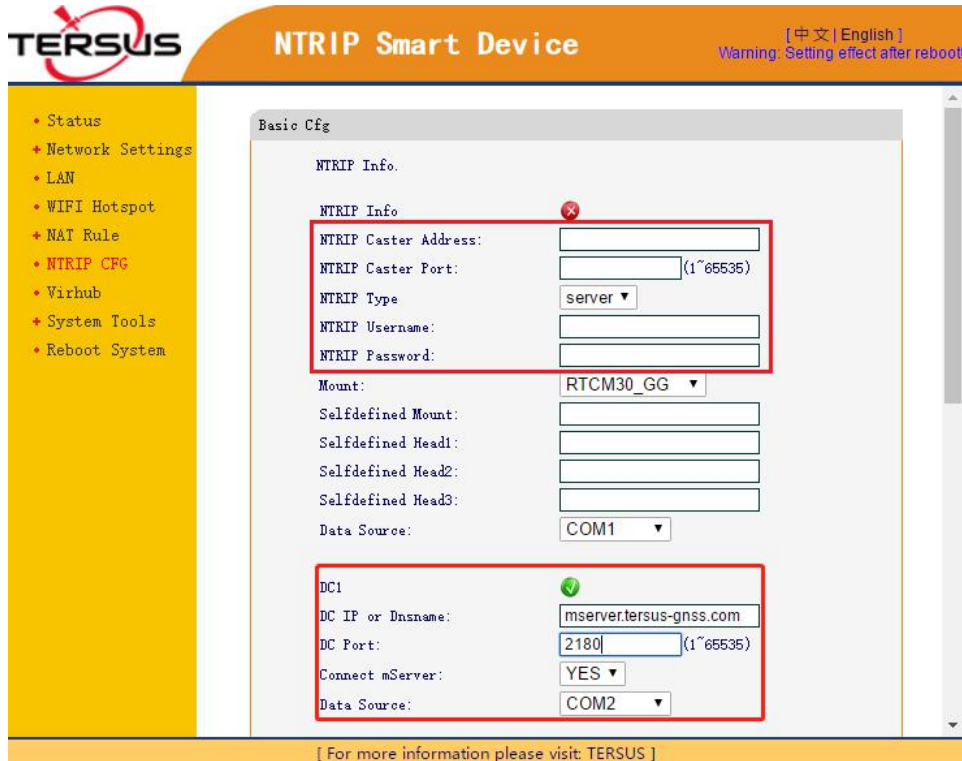 TERSUS
NTRIP Smart Device
[ 中 文 | English ]
Warning: Setting effect after reboot!
Status
Network Settings
LAN
WIFI Hotspot
NAT Rule
NTRIP CFG
Virhub
System Tools
Reboot System
Basic Cfg
NTRIP Info.
NTRIP Info
NTRIP Caster Address:
NTRIP Caster Port: (1~65535)
NTRIP Type server
NTRIP Username:
NTRIP Password:
Mount: RTCM30_GG
Selfdefined Mount:
Selfdefined Head1:
Selfdefined Head2:
Selfdefined Head3:
Data Source: COM1
DC1
DC IP or Dnsname: mserver.tersus-gnss.com
DC Port: 2180 (1~65535)
Connect mServer: YES
Data Source: COM2
[ For more information please visit: TERSUS ]